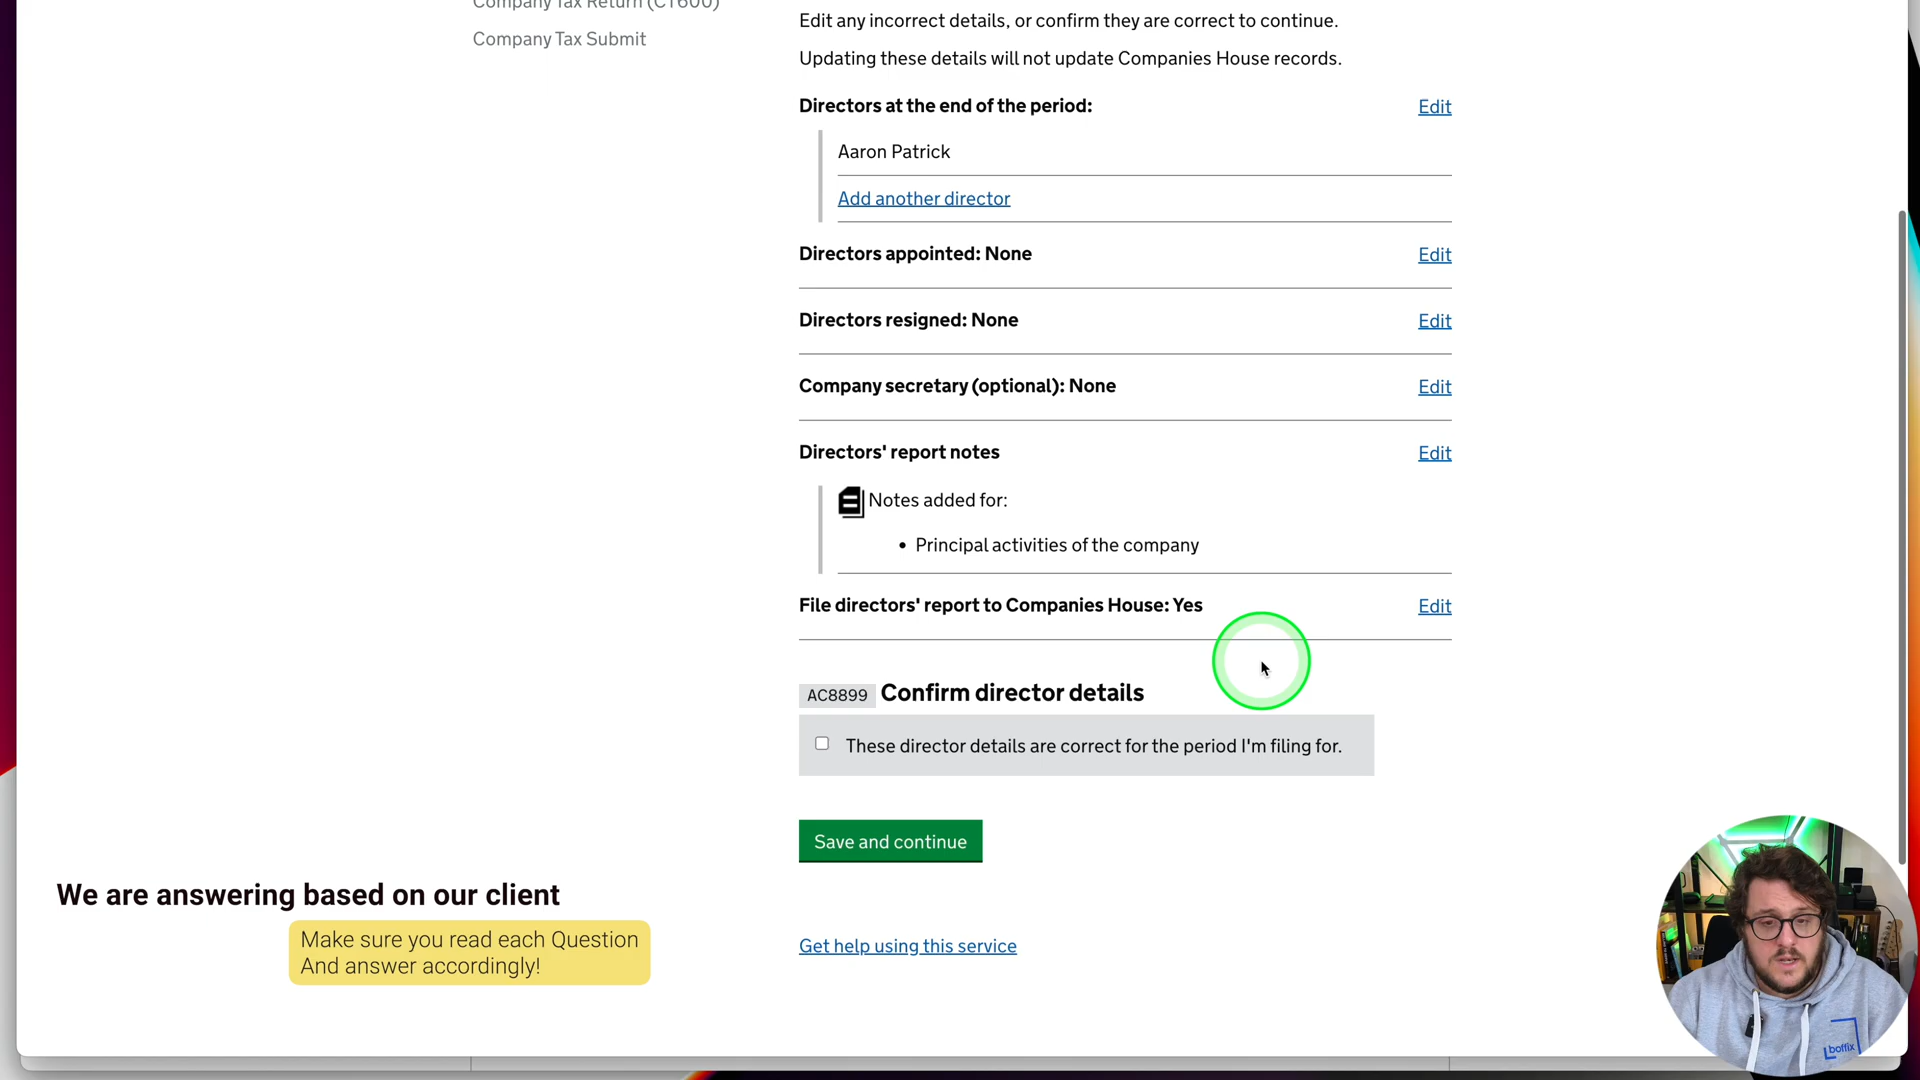 Company Tax Return (CT600)
Company Tax Submit
Edit any incorrect details, or confirm they are correct to continue.
Updating these details will not update Companies House records.
Directors at the end of the period: Edit
Aaron Patrick
Add another director
Directors appointed: None Edit
Directors resigned: None Edit
Company secretary (optional): None Edit
Directors' report notes Edit
Notes added for:
• Principal activities of the company
File directors' report to Companies House: Yes Edit
AC8899 Confirm director details
These director details are correct for the period I'm filing for.
Save and continue
We are answering based on our client
Make sure you read each Question
And answer accordingly!
Get help using this service
boffix